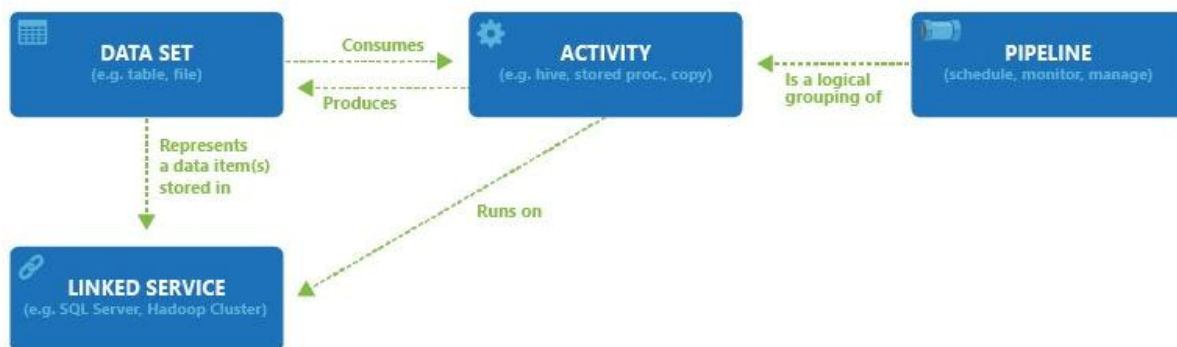 DATA SET
(e.g. table, file)
Consumes
Produces
ACTIVITY
(e.g. hive, stored proc., copy)
Is a logical
grouping of
PIPELINE
(schedule, monitor, manage)
Represents
a data item(s)
stored in
Runs on
LINKED SERVICE
(e.g. SQL Server, Hadoop Cluster)